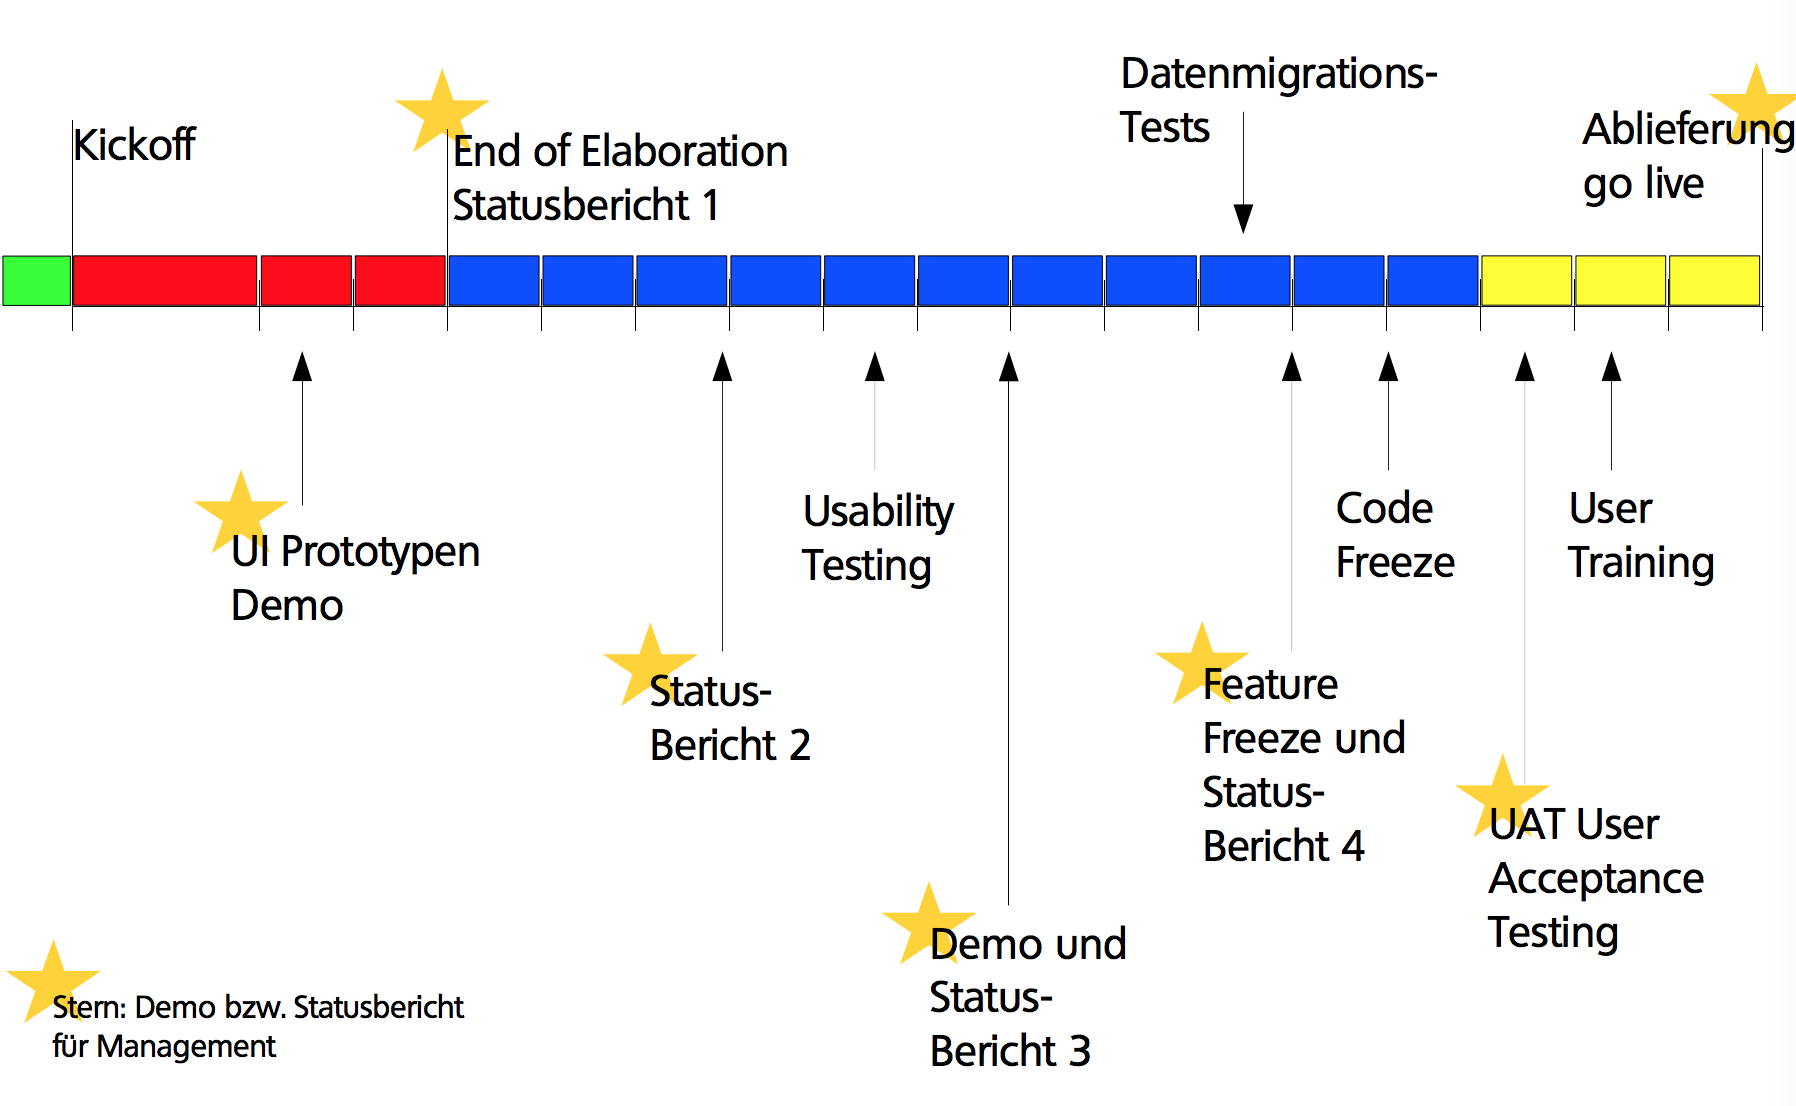 Datenmigrations-
Tests
Kickoff
End of Elaboration
Statusbericht 1
Ablieferung
go live
UI Prototypen
Demo
Usability
Testing
Code
Freeze
User
Training
Status-
Bericht 2
Feature
Freeze und
Status-
Bericht 4
UAT User
Acceptance
Testing
Demo und
Status-
Bericht 3
Stern: Demo bzw. Statusbericht
für Management